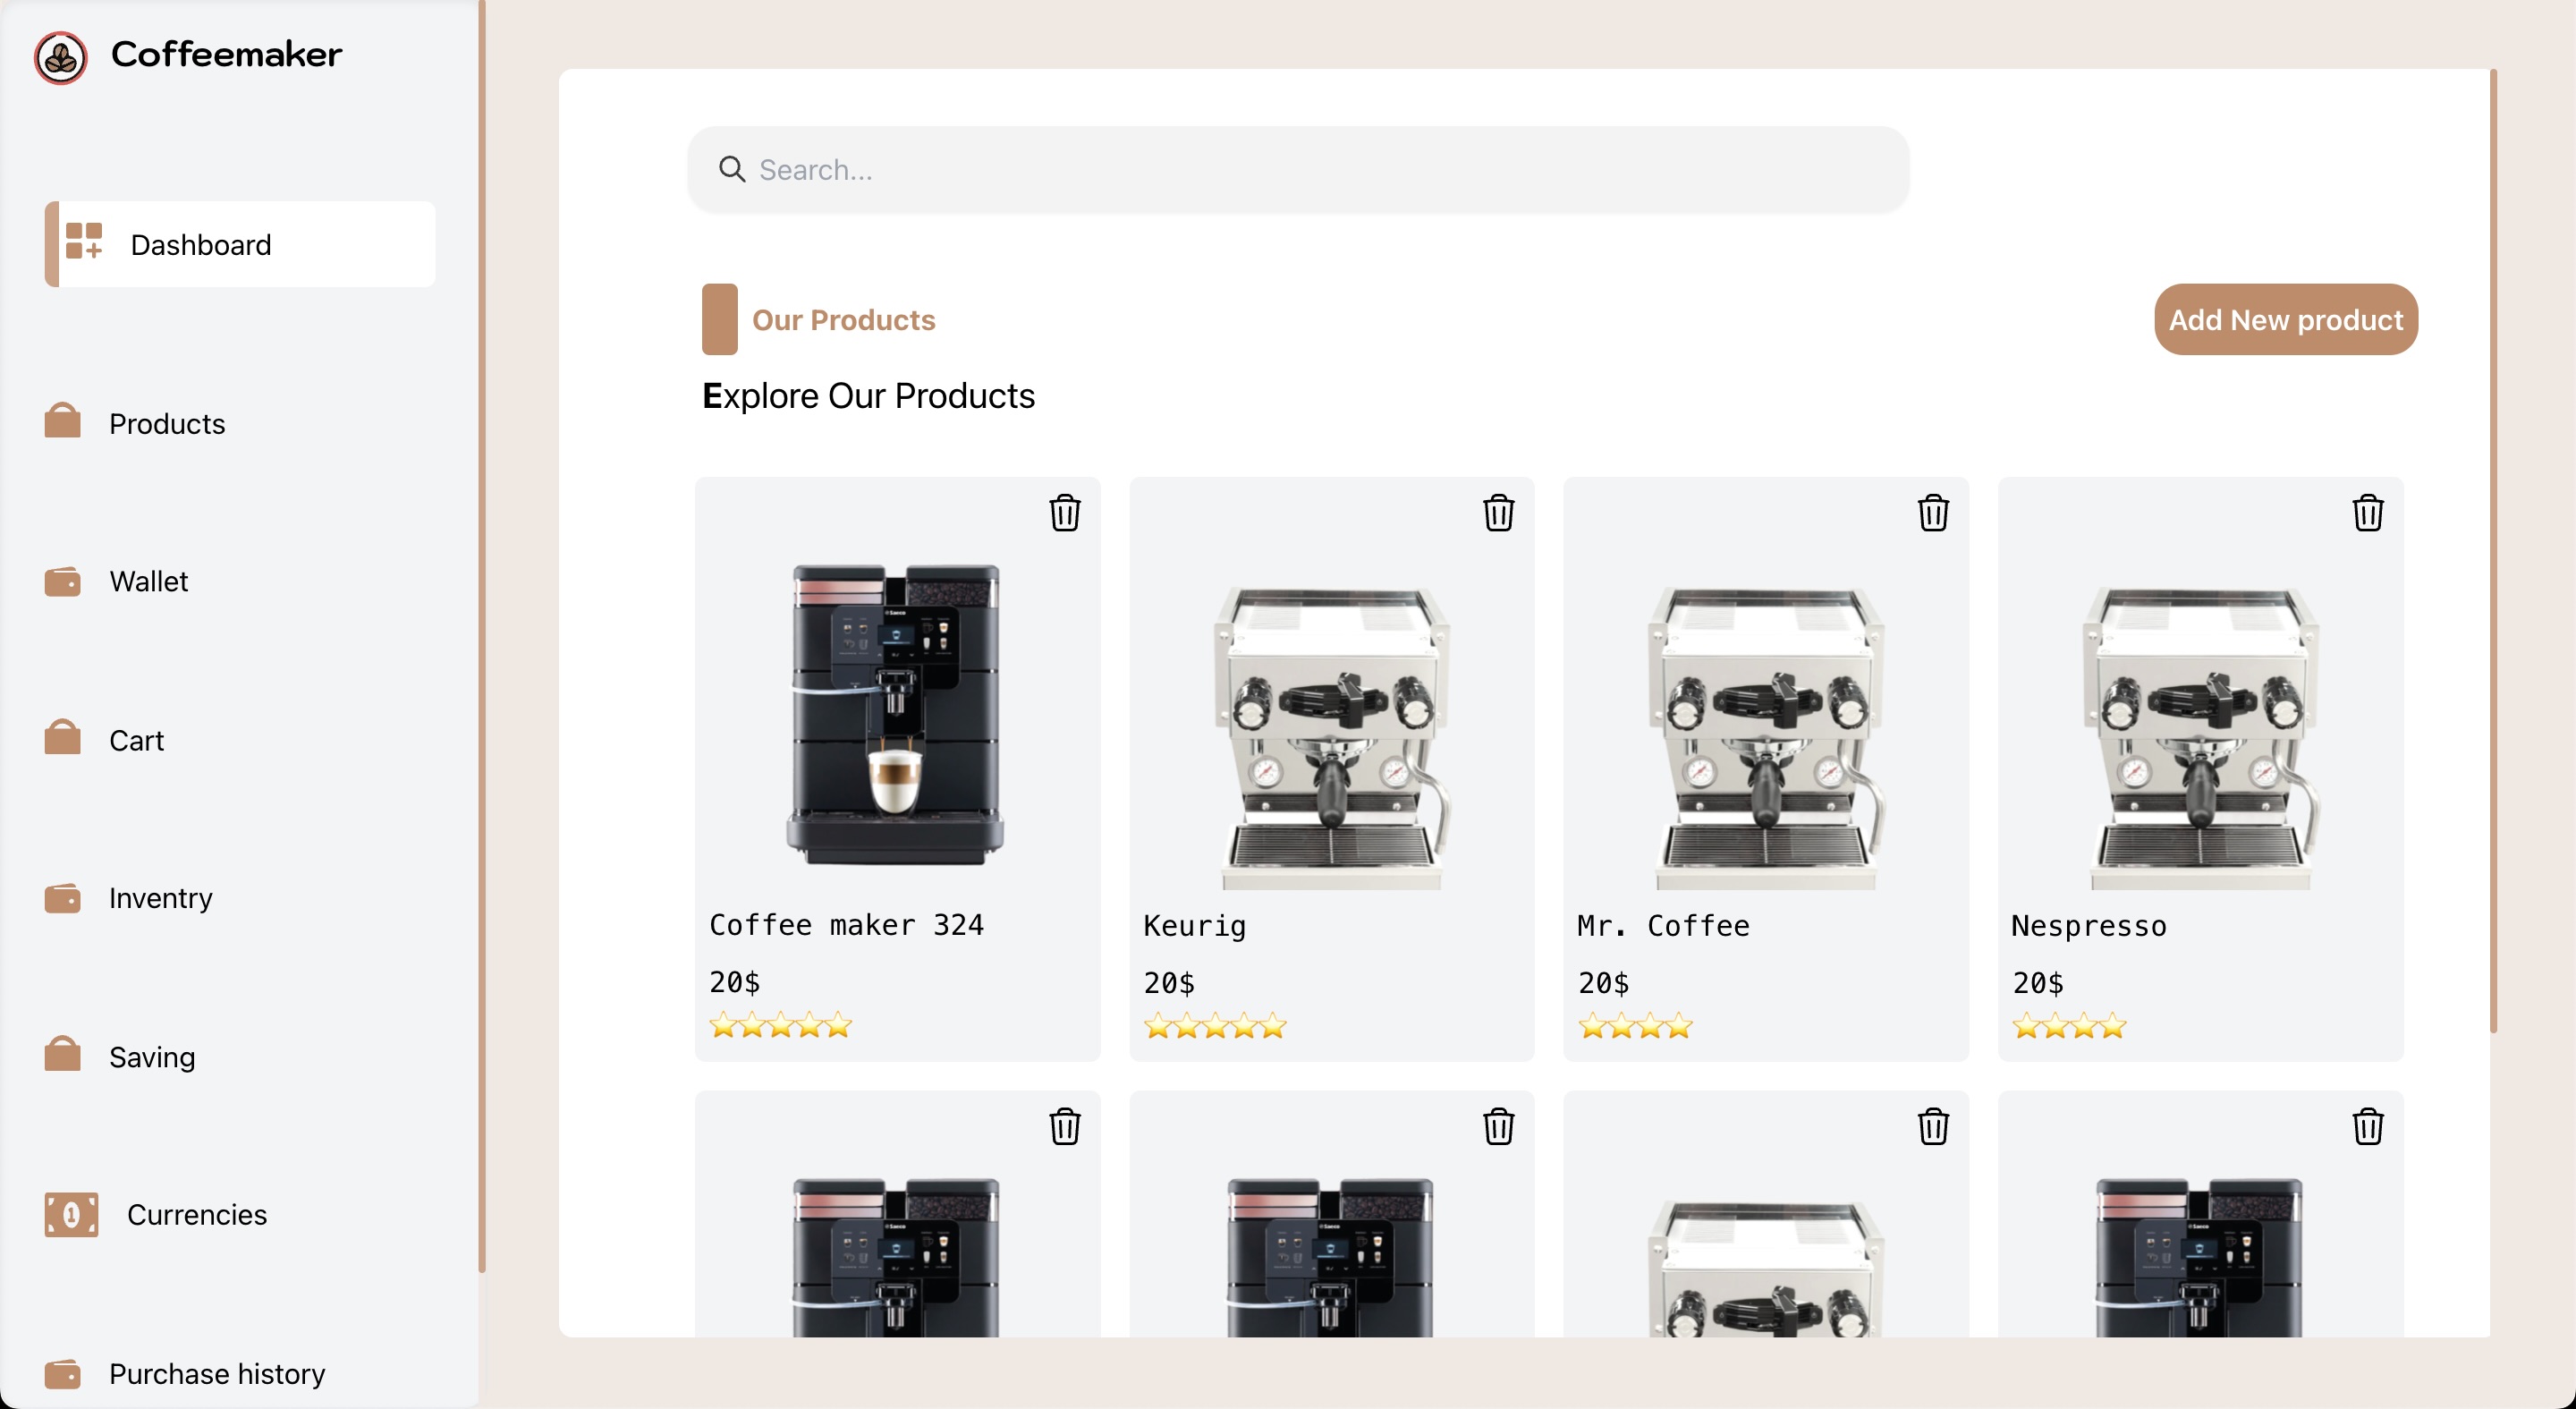 Coffeemaker
Dashboard
Products
Wallet
Cart
Inventry
Saving
Currencies
Purchase history
Search...
Our Products
Add New product
Explore Our Products
Coffee maker 324
20$
Keurig
20$
Mr. Coffee
20$
Nespresso
20$